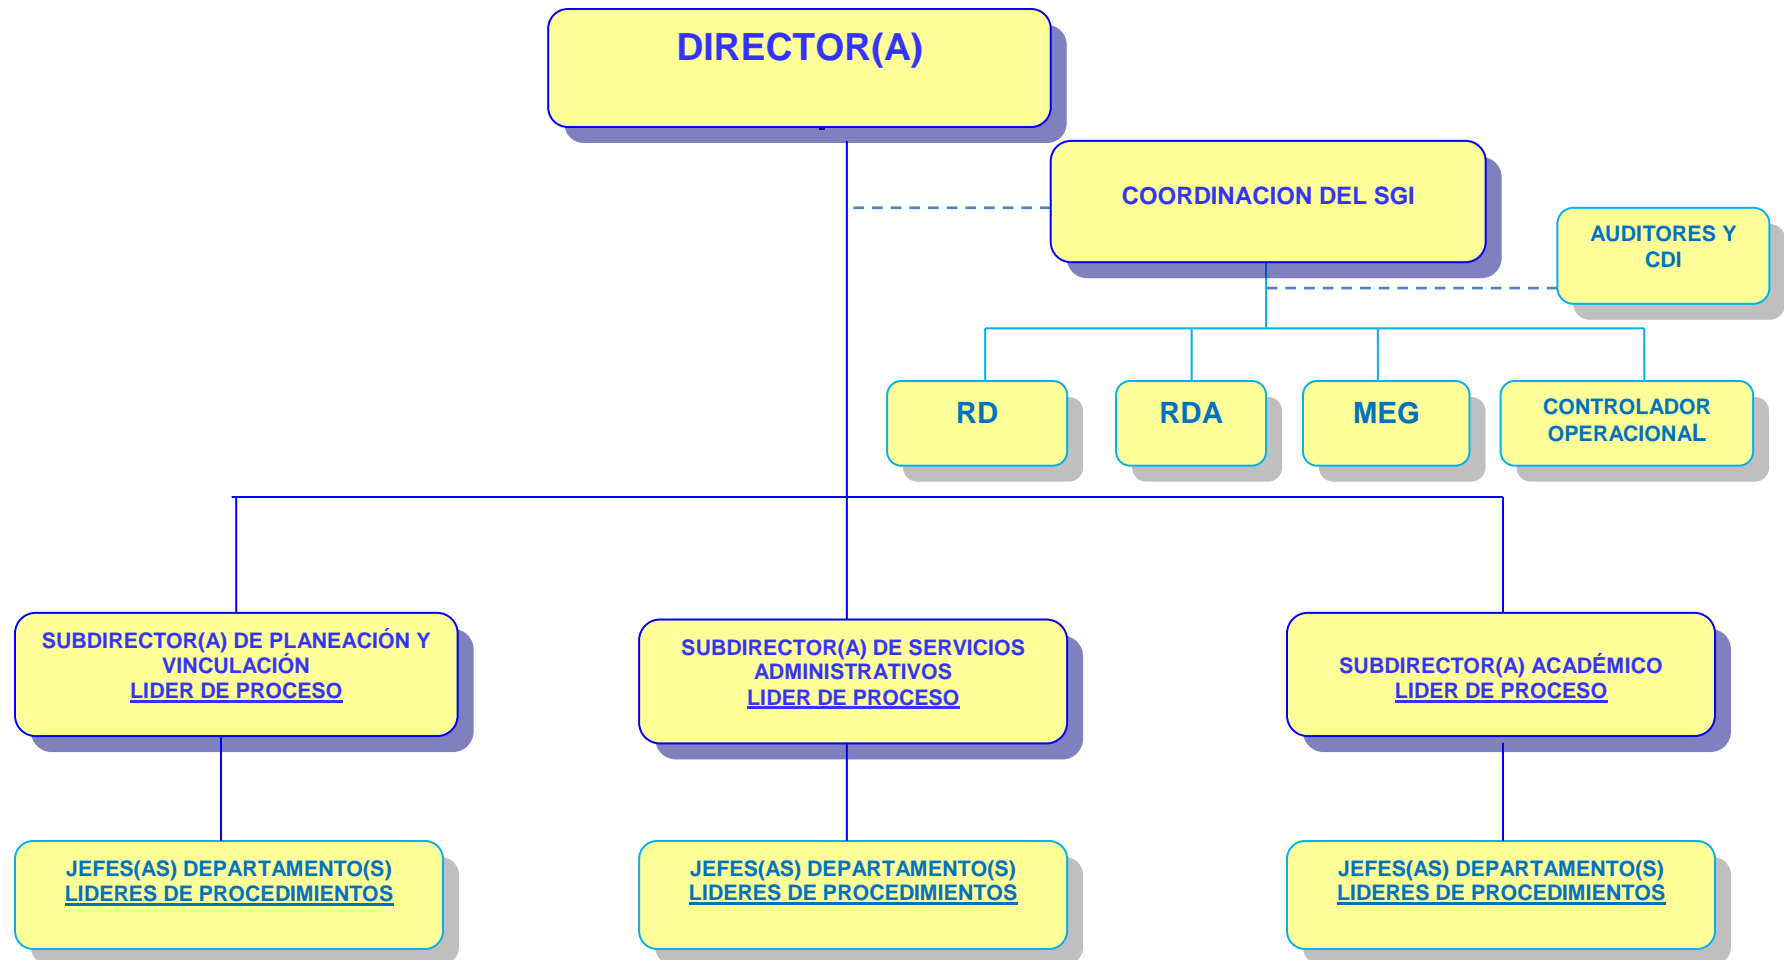 DIRECTOR(A)
COORDINACION DEL SGI
AUDITORES Y
CDI
RD
RDA
MEG
CONTROLADOR
OPERACIONAL
SUBDIRECTOR(A) DE PLANEACIÓN Y
VINCULACIÓN
LIDER DE PROCESO
SUBDIRECTOR(A) DE SERVICIOS
ADMINISTRATIVOS
LIDER DE PROCESO
SUBDIRECTOR(A) ACADÉMICO
LIDER DE PROCESO
JEFES(AS) DEPARTAMENTO(S)
LIDERES DE PROCEDIMIENTOS
JEFES(AS) DEPARTAMENTO(S)
LIDERES DE PROCEDIMIENTOS
JEFES(AS) DEPARTAMENTO(S)
LIDERES DE PROCEDIMIENTOS